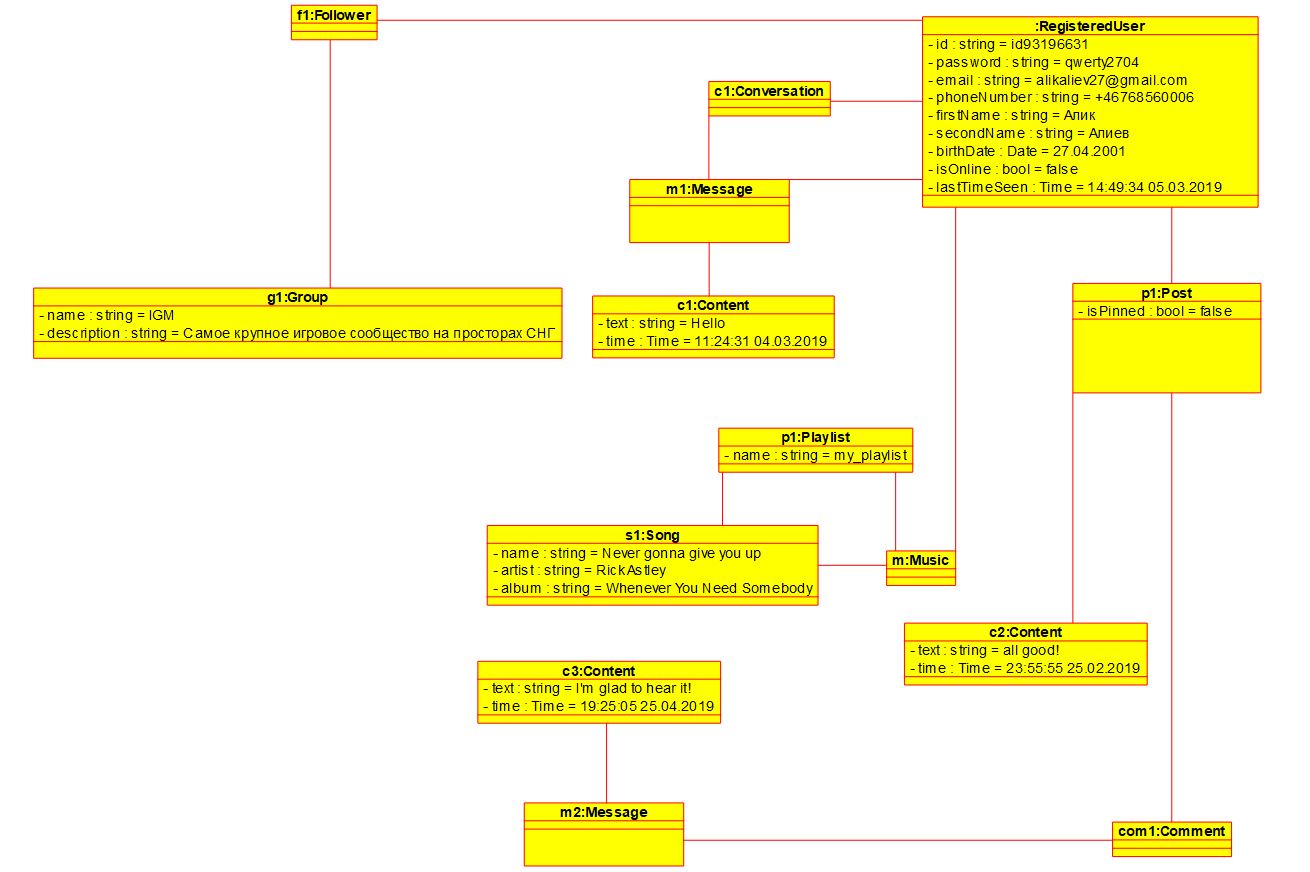 f1:Follower
:RegisteredUser
- id : string = id93196631
- password : string = qwerty2704
- email : string = alikaliev27@gmail.com
- phoneNumber : string = +46768560006
- firstName : string = Алик
- secondName : string = Алиев
- birthDate : Date = 27.04.2001
- isOnline : bool = false
- lastTimeSeen : Time = 14:49:34 05.03.2019
c1:Conversation
m1:Message
g1:Group
- name : string = IGM
- description : string = Самое крупное игровое сообщество на просторах СНГ
c1:Content
- text : string = Hello
- time : Time = 11:24:31 04.03.2019
p1:Post
- isPinned : bool = false
p1:Playlist
- name : string = my_playlist
s1:Song
- name : string = Never gonna give you up
- artist : string = RickAstley
- album : string = Whenever You Need Somebody
m:Music
c2:Content
- text : string = all good!
- time : Time = 23:55:55 25.02.2019
c3:Content
- text : string = I'm glad to hear it!
- time : Time = 19:25:05 25.04.2019
m2:Message
com1:Comment